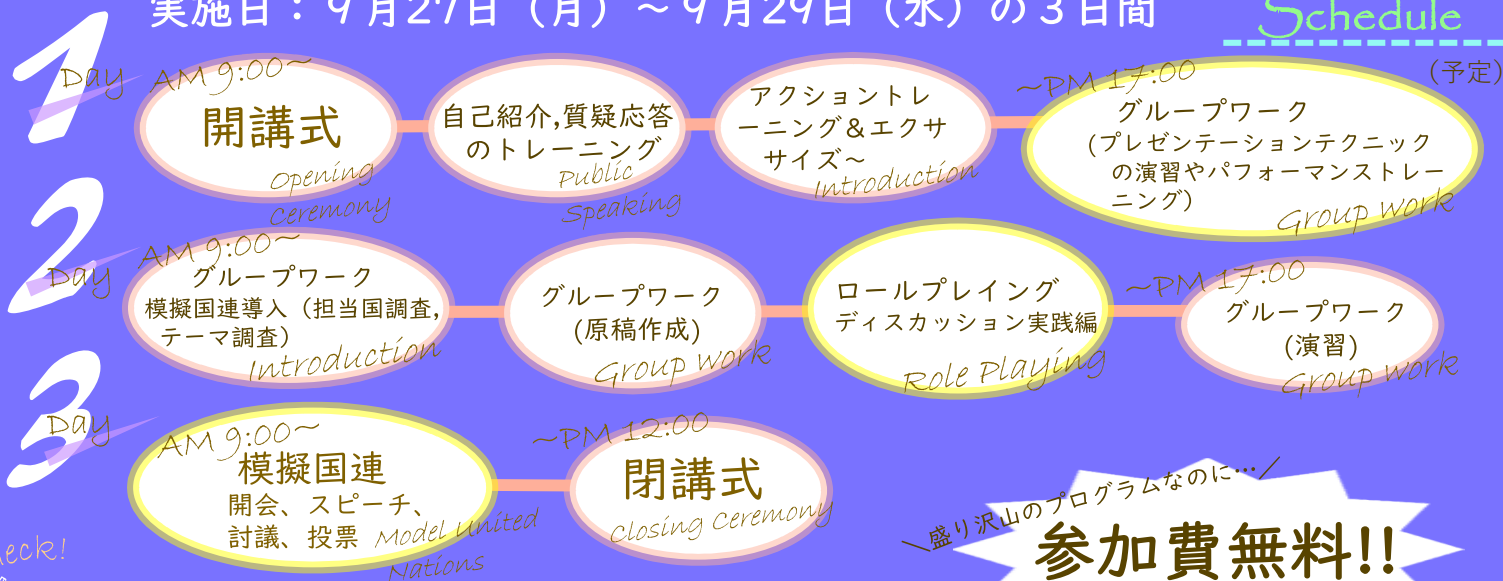 実施日：９月27日（月）～９月29日（水）の３日間
Schedule
(予定)
1
Day
AM 9:00～
開講式
Opening
Ceremony
自己紹介,質疑応答
のトレーニング
Public
Speaking
アクショントレ
ーニング＆エクサ
サイズ～
Introduction
～PM 17:00
グループワーク
(プレゼンテーションテクニック
の演習やパフォーマンストレー
ニング)
Group Work
2
Day
AM 9:00～
グループワーク
模擬国連導入（担当国調査,
テーマ調査）
Introduction
グループワーク
(原稿作成)
Group Work
ロールプレイング
ディスカッション実践編
Role Playing
～PM 17:00
グループワーク
(演習)
Group Work
3
Day
AM 9:00～
模擬国連
開会、スピーチ、
討議、投票
Model United
Nations
～PM 12:00
閉講式
Closing Ceremony
＼盛り沢山のプログラムなのに…／
参加費無料!!